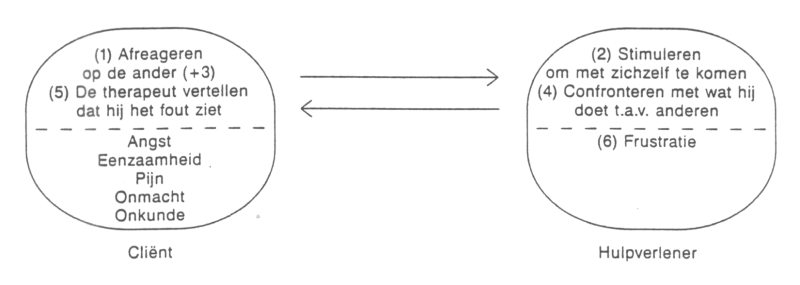 (1) Afreageren
op de ander (+3)
(5) De therapeut vertellen
dat hij het fout ziet
Angst
Eenzaamheid
Pijn
Onmacht
Onkunde
Cliënt
(2) Stimuleren
om met zichzelf te komen
(4) Confronteren met wat hij
doet t.a.v. anderen
(6) Frustratie
Hulpverlener